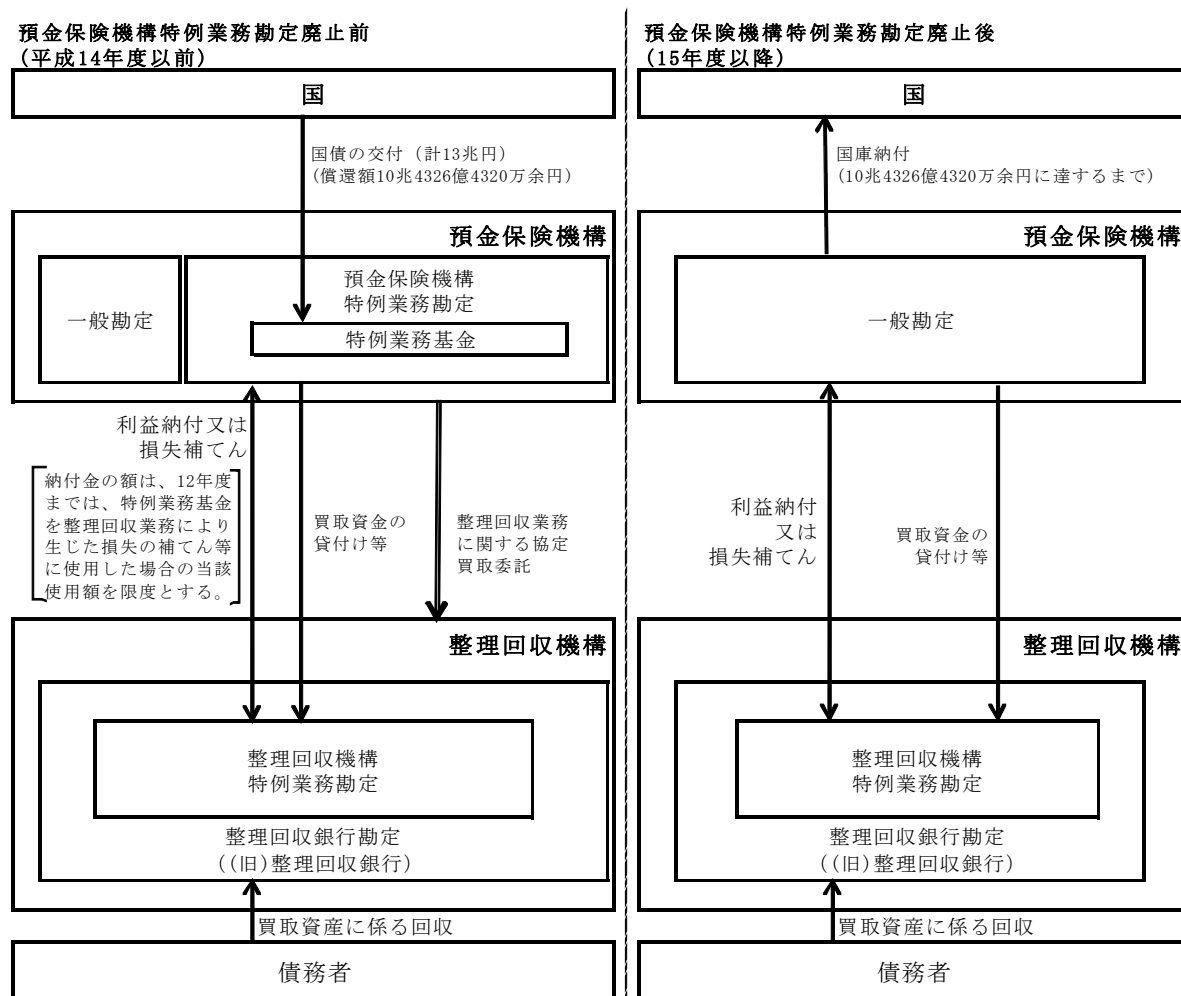 預金保険機構特例業務勘定廃止前
(平成14年度以前)
国
国債の交付（計13兆円）
(償還額10兆4326億4320万余円)
預金保険機構
一般勘定
預金保険機構
特例業務勘定
特例業務基金
利益納付又は
損失補てん
納付金の額は、12年度
までは、特例業務基金
を整理回収業務により
生じた損失の補てん等
に使用した場合の当該
使用額を限度とする。
買取資金の
貸付け等
整理回収業務
に関する協定
買取委託
整理回収機構
整理回収機構
特例業務勘定
整理回収銀行勘定
((旧)整理回収銀行)
買取資産に係る回収
債務者
預金保険機構特例業務勘定廃止後
(15年度以降)
国
国庫納付
(10兆4326億4320万余円に達するまで)
預金保険機構
一般勘定
利益納付
又は
損失補てん
買取資金の
貸付け等
整理回収機構
整理回収機構
特例業務勘定
整理回収銀行勘定
((旧)整理回収銀行)
買取資産に係る回収
債務者